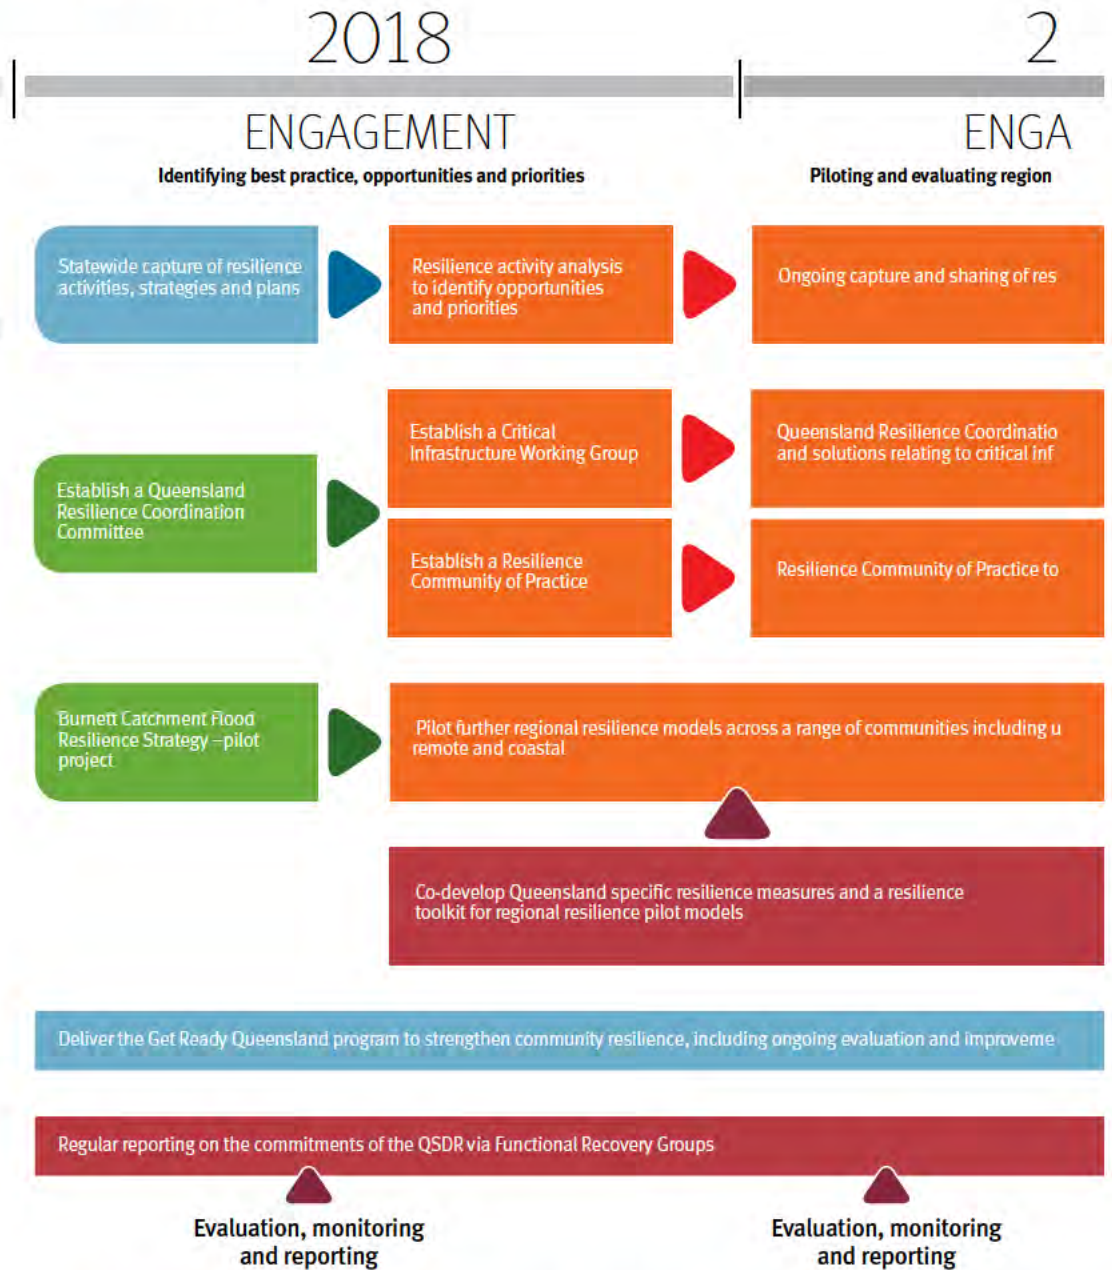 2018
2
ENGAGEMENT
ENGA
Identifying best practice, opportunities and priorities
Piloting and evaluating region
Statewide capture of resilience
activities, strategies and plans
Resilience activity analysis
to identify opportunities
and priorities
Ongoing capture and sharing of res
Establish a Queensland
Resilience Coordination
Committee
Establish a Critical
Infrastructure Working Group
Queensland Resilience Coordinatio
and solutions relating to critical inf
Establish a Resilience
Community of Practice
Resilience Community of Practice to
Burnett Catchment Flood
Resilience Strategy –pilot
project
Pilot further regional resilience models across a range of communities including u
remote and coastal
Co-develop Queensland specific resilience measures and a resilience
toolkit for regional resilience pilot models
Deliver the Get Ready Queensland program to strengthen community resilience, including ongoing evaluation and improveme
Regular reporting on the commitments of the QSDR via Functional Recovery Groups
Evaluation, monitoring
and reporting
Evaluation, monitoring
and reporting